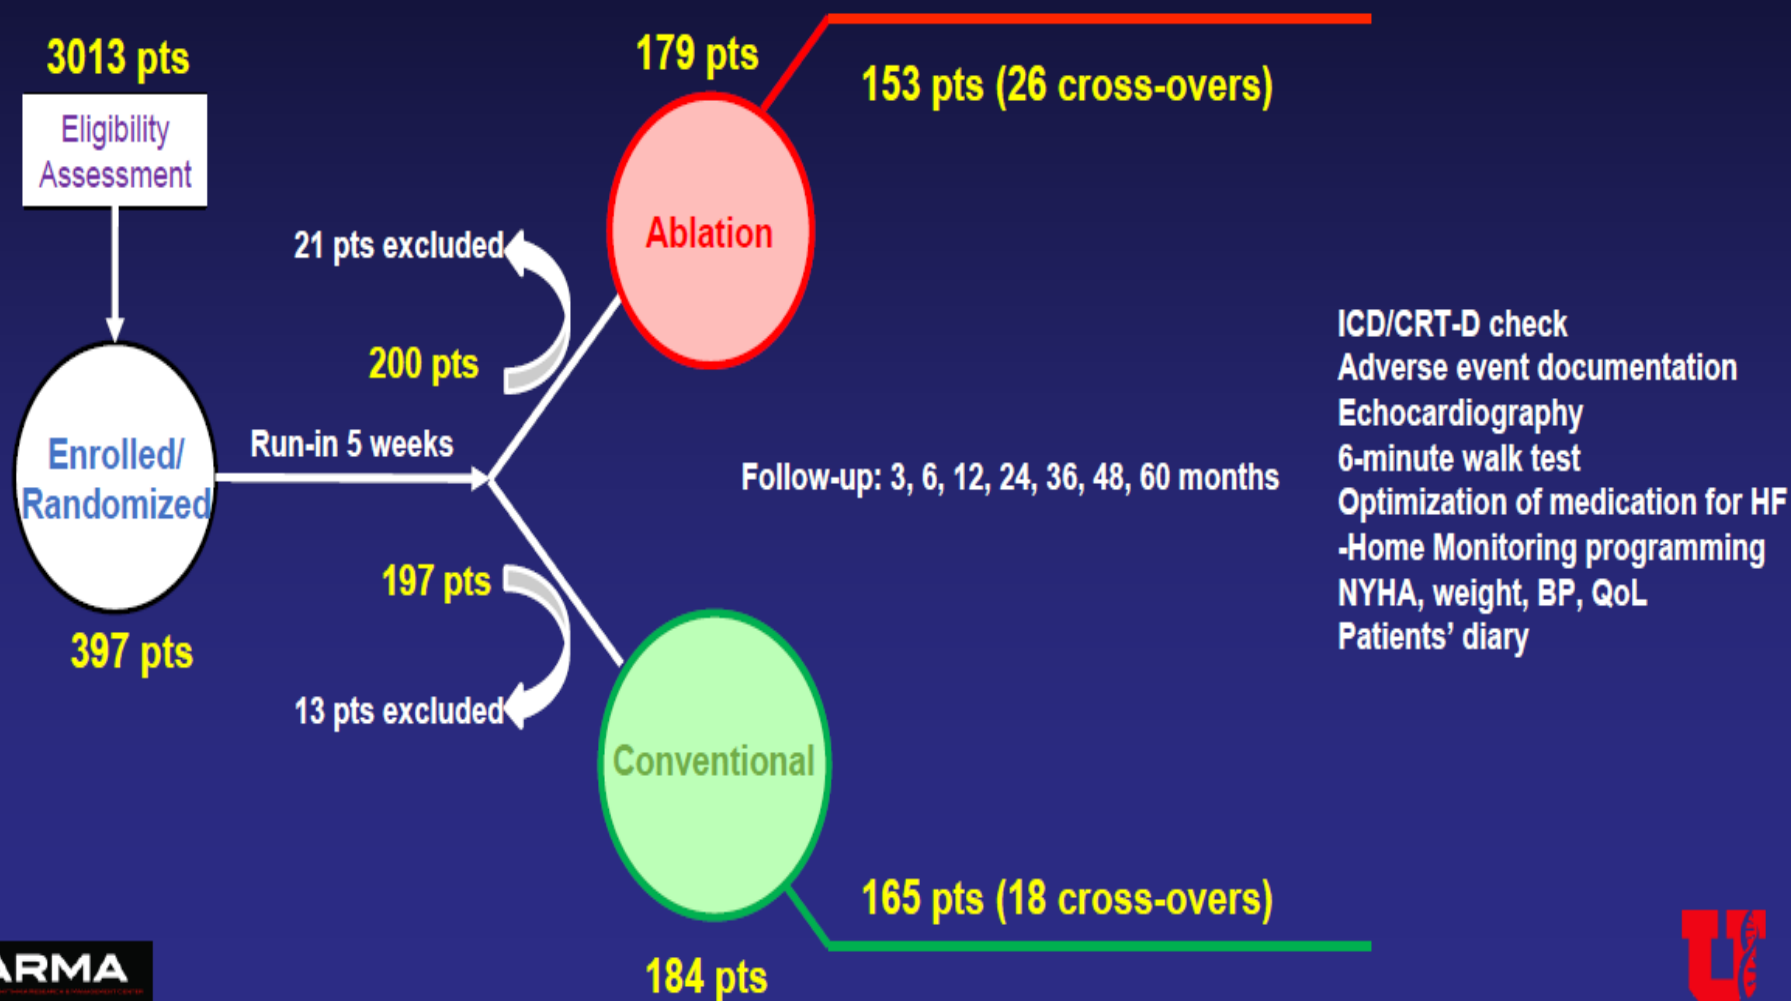 3013 pts
Eligibility
Assessment
Enrolled/
Randomized
397 pts
Run-in 5 weeks
21 pts excluded
200 pts
197 pts
13 pts excluded
179 pts
Ablation
153 pts (26 cross-overs)
Follow-up: 3, 6, 12, 24, 36, 48, 60 months
ICD/CRT-D check
Adverse event documentation
Echocardiography
6-minute walk test
Optimization of medication for HF
-Home Monitoring programming
NYHA, weight, BP, QoL
Patients’ diary
Conventional
165 pts (18 cross-overs)
184 pts
ARMA
U